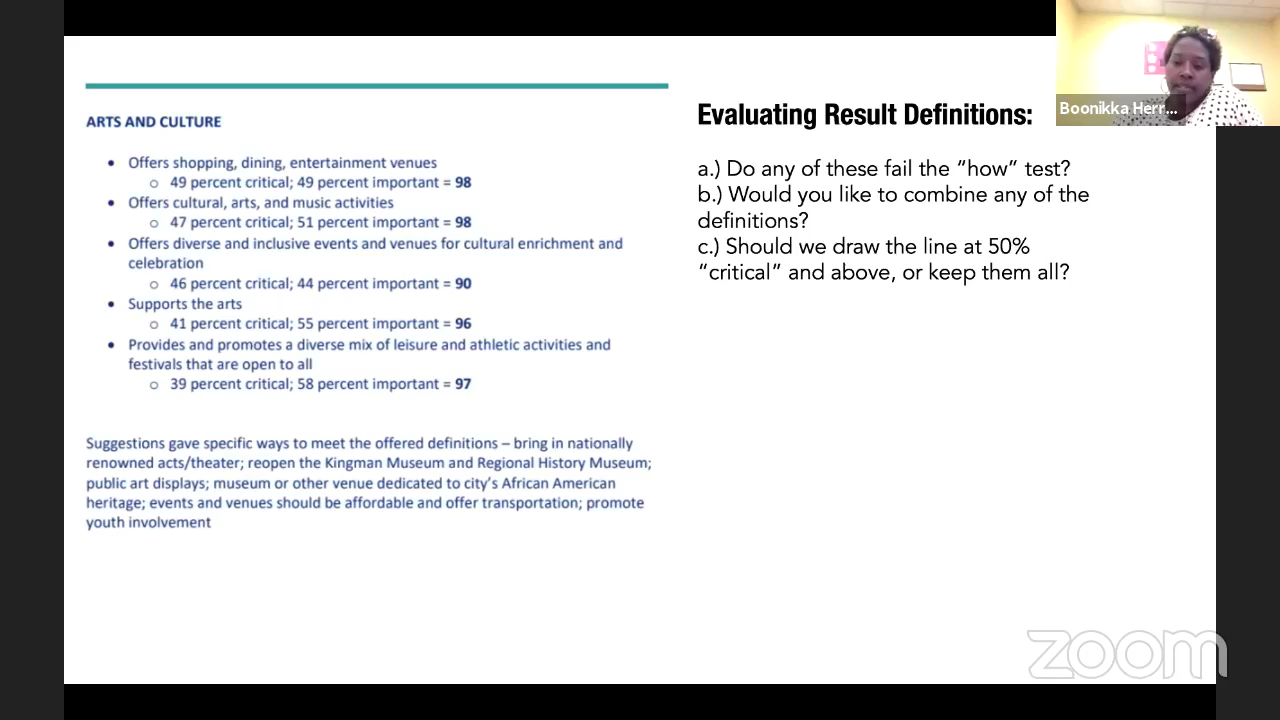 ARTS AND CULTURE
• Offers shopping, dining, entertainment venues
o 49 percent critical; 49 percent important = 98
• Offers cultural, arts, and music activities
o 47 percent critical; 51 percent important = 98
• Offers diverse and inclusive events and venues for cultural enrichment and
celebration
o 46 percent critical; 44 percent important = 90
• Supports the arts
o 41 percent critical; 55 percent important = 96
• Provides and promotes a diverse mix of leisure and athletic activities and
festivals that are open to all
o 39 percent critical; 58 percent important = 97
Suggestions gave specific ways to meet the offered definitions – bring in nationally
renowned acts/theater; reopen the Kingman Museum and Regional History Museum;
public art displays; museum or other venue dedicated to city's African American
heritage; events and venues should be affordable and offer transportation; promote
youth involvement
Evaluating Result Definitions:
a.) Do any of these fail the “how” test?
b.) Would you like to combine any of the
definitions?
c.) Should we draw the line at 50%
“critical” and above, or keep them all?
Boonikka Herr...
zoom